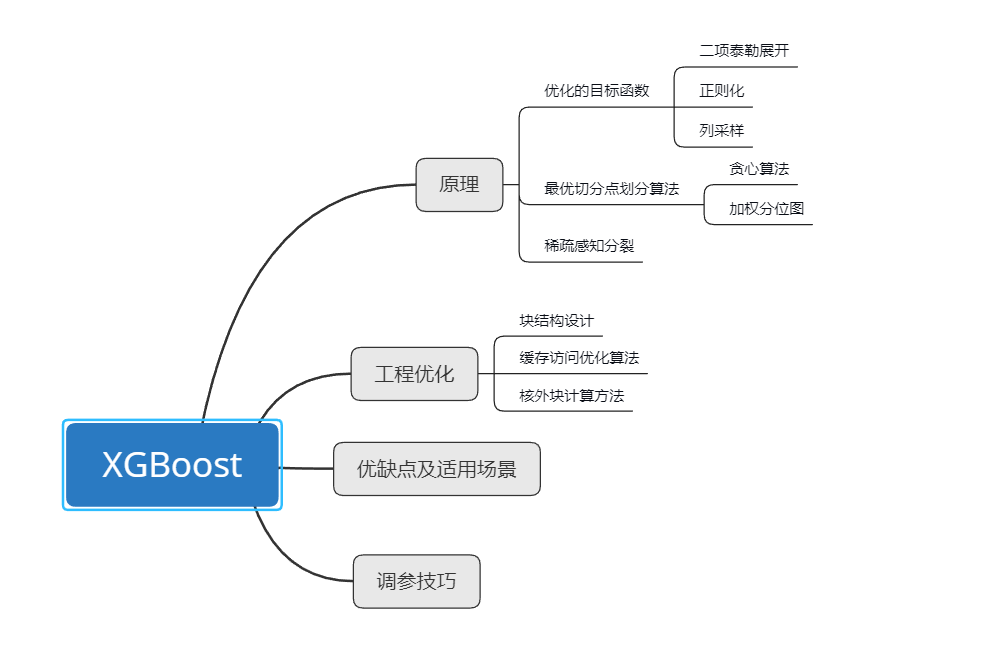 二项泰勒展开
优化的目标函数
正则化
列采样
原理
最优切分点划分算法
贪心算法
加权分位图
稀疏感知分裂
块结构设计
工程优化
缓存访问优化算法
核外块计算方法
XGBoost
优缺点及适用场景
调参技巧